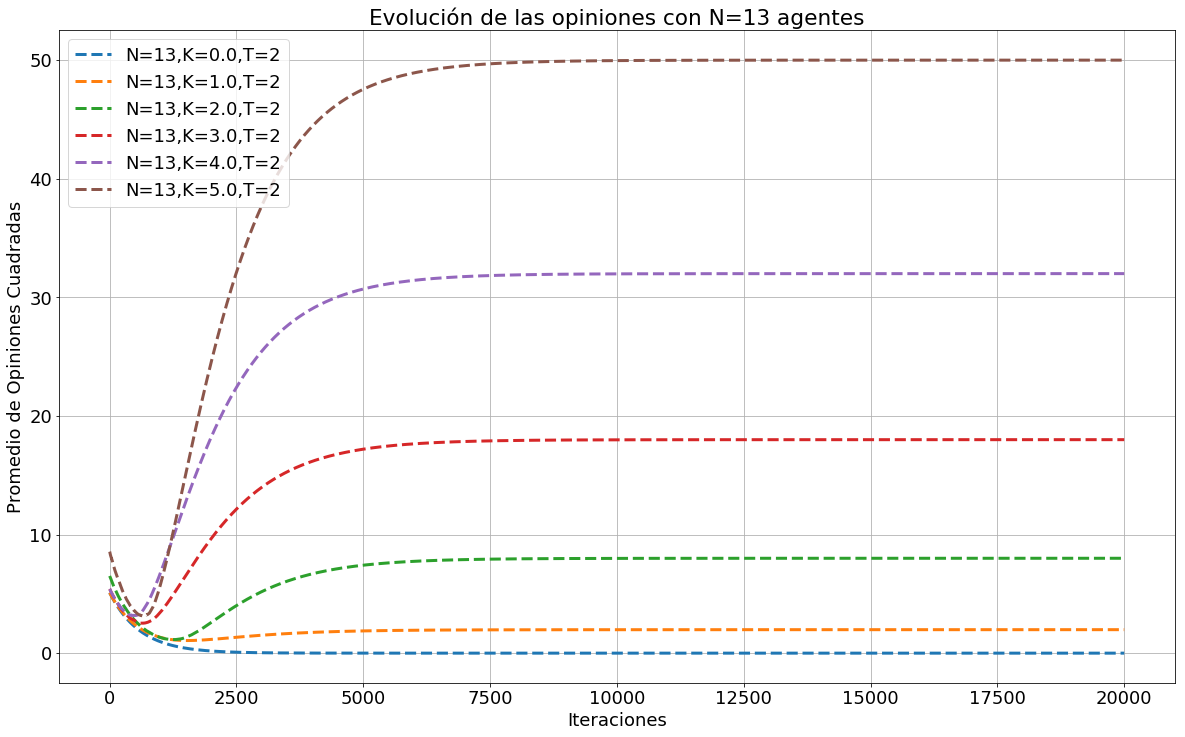 Evolución de las opiniones con N=13 agentes
N=13,K=0.0,T=2
N=13,K=1.0,T=2
N=13,K=2.0,T=2
N=13,K=3.0,T=2
N=13,K=4.0,T=2
N=13,K=5.0,T=2
Promedio de Opiniones Cuadradas
50
40
30
20
10
0
0 2500 5000 7500 10000 12500 15000 17500 20000
Iteraciones